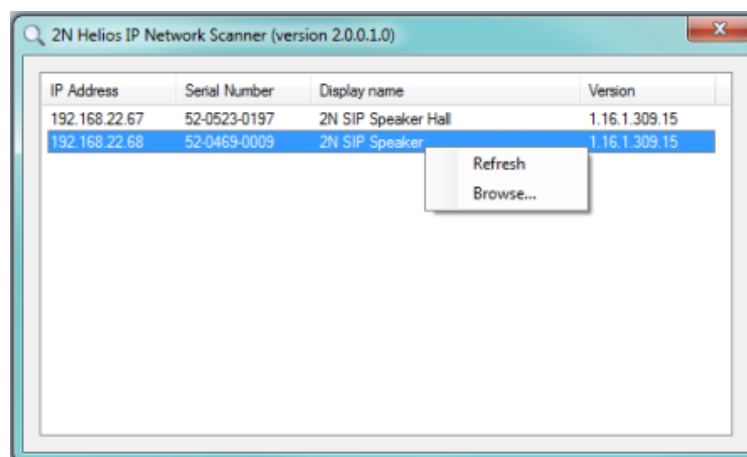 2N Helios IP Network Scanner (version 2.0.0.1.0)
IP Address Serial Number Display name Version
192.168.22.67 52-0523-0197 2N SIP Speaker Hall 1.16.1.309.15
192.168.22.68 52-0469-0009 2N SIP Speaker 1.16.1.309.15
Refresh
Browse...